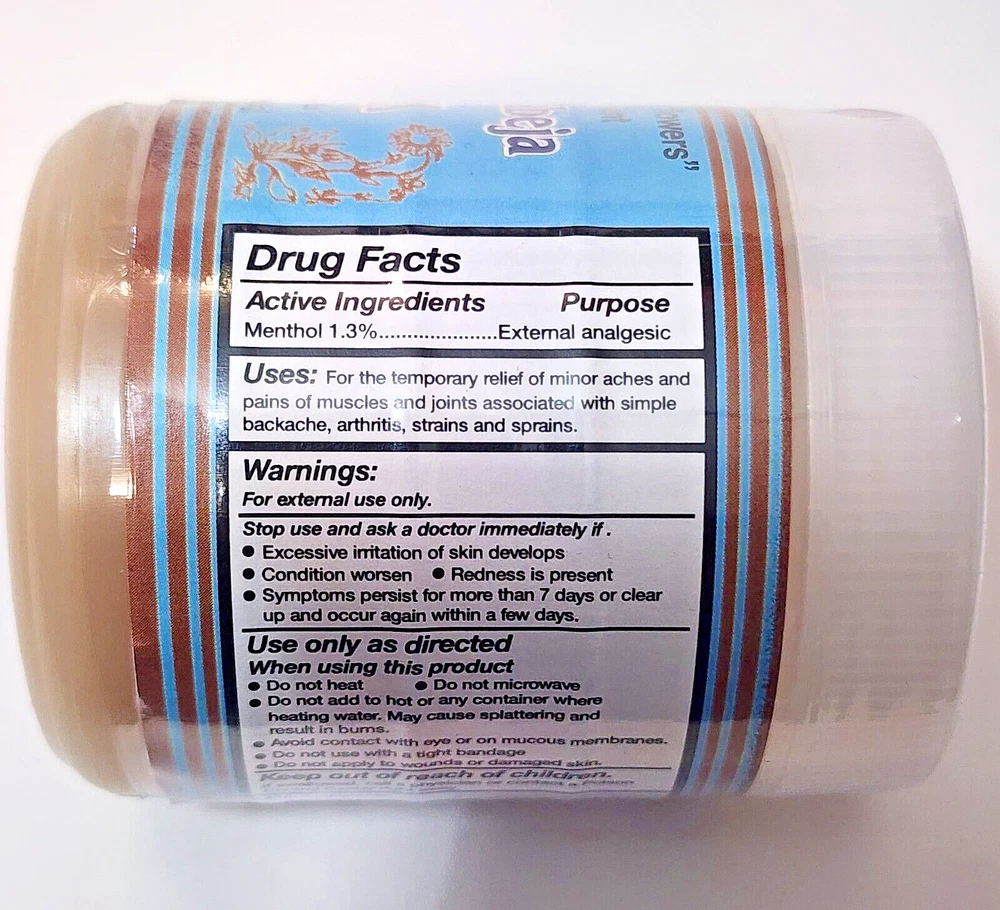 owers"
beja
Drug Facts
Active Ingredients Purpose
Menthol 1.3%.....................External analgesic
Uses: For the temporary relief of minor aches and
pains of muscles and joints associated with simple
backache, arthritis, strains and sprains.
Warnings:
For external use only.
Stop use and ask a doctor immediately if .
● Excessive irritation of skin develops
● Condition worsen ● Redness is present
● Symptoms persist for more than 7 days or clear
up and occur again within a few days.
Use only as directed
When using this product
● Do not heat ● Do not microwave
● Do not add to hot or any container where
heating water. May cause splattering and
result in burns.
● Avoid contact with eye or on mucous membranes.
● Do not use with a tight bandage
● Do not apply to wounds or damaged skin.
Keep out of reach of children.
a physician or contact a Poison